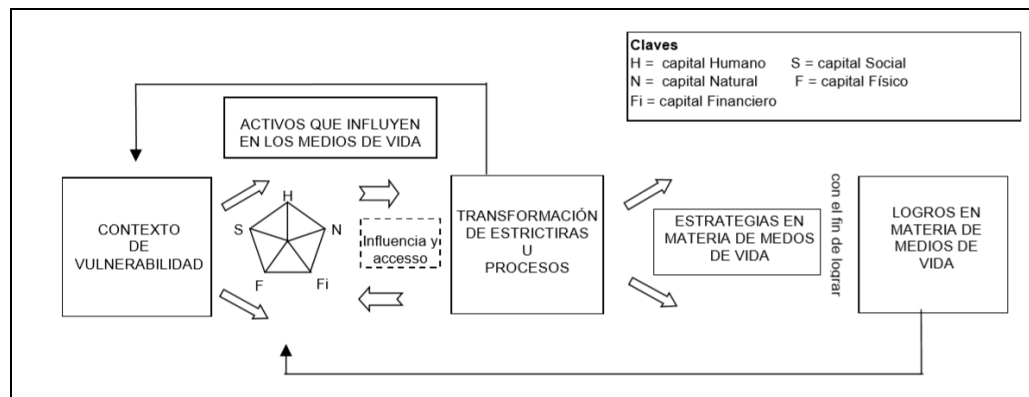 Claves
H = capital Humano S = capital Social
N = capital Natural F = capital Físico
Fi = capital Financiero
ACTIVOS QUE INFLUYEN
EN LOS MEDIOS DE VIDA
CONTEXTO
DE
VULNERABILIDAD
H
S
N
F
Fi
Influencia y
accesso
TRANSFORMACIÓN
DE ESTRICTIRAS
U
PROCESOS
ESTRATEGIAS EN
MATERIA DE MEDOS
DE VIDA
con el fin de lograr
LOGROS EN
MATERIA DE
MEDIOS DE
VIDA